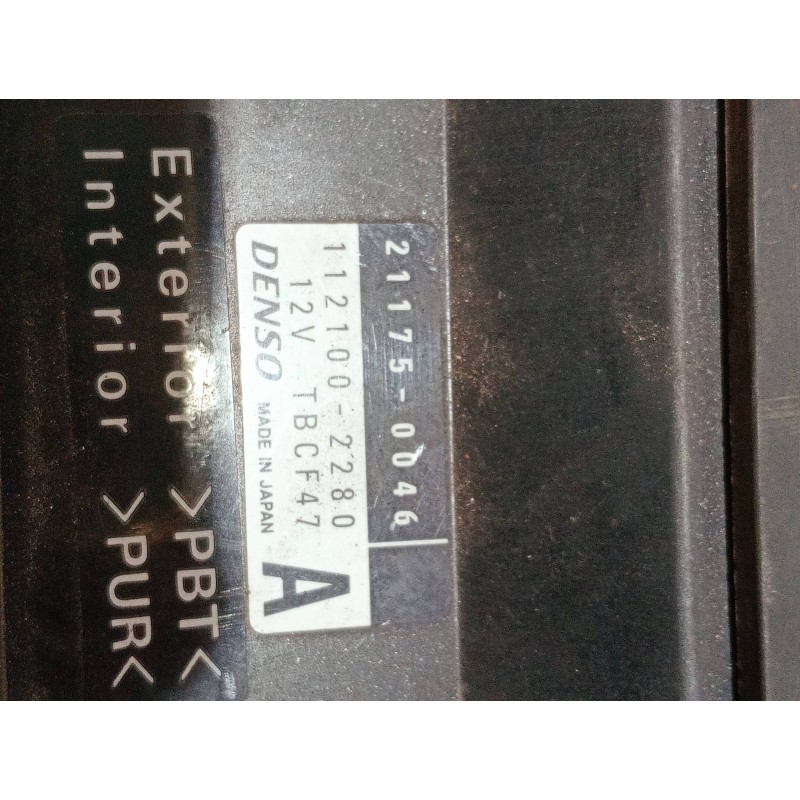 21175-0046
112100-2280
12V TBCF47
DENSO MADE IN JAPAN
A
Exterior >PBT<
Interior >PUR<